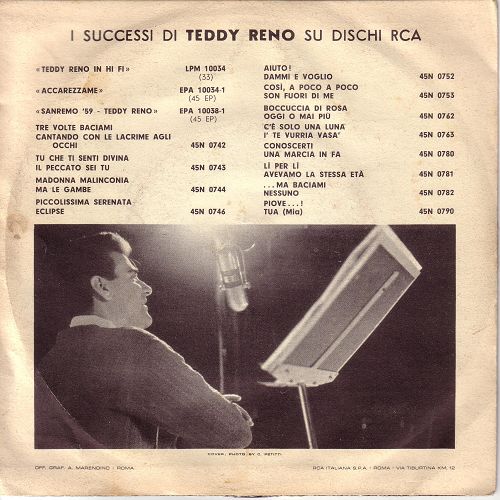 I SUCCESSI DI TEDDY RENO SU DISCHI RCA
«TEDDY RENO IN HI FI» LPM 10034
(33)
«ACCAREZZAME» EPA 10034-1
(45 EP)
«SANREMO '59 - TEDDY RENO» EPA 10038-1
(45 EP)
TRE VOLTE BACIAMI
CANTANDO CON LE LACRIME AGLI
OCCHI 45N 0742
TU CHE TI SENTI DIVINA
IL PECCATO SEI TU 45N 0743
MADONNA MALINCONIA
MA LE GAMBE 45N 0744
PICCOLISSIMA SERENATA
ECLIPSE 45N 0746
AIUTO!
DAMMI E VOGLIO 45N 0752
COSÌ, A POCO A POCO
SON FUORI DI ME 45N 0753
BOCCUCCIA DI ROSA
OGGI O MAI PIÙ 45N 0762
C'È SOLO UNA LUNA
I' TE VURRIA VASA' 45N 0763
CONOSCERTI
UNA MARCIA IN FA 45N 0780
LÌ PER LÌ
AVEVAMO LA STESSA ETÀ 45N 0781
...MA BACIAMI
NESSUNO 45N 0782
PIOVE...!
TUA (Mia) 45N 0790
COVER, PHOTO BY
OFF. GRAF. A. MARENDINO - ROMA
RCA ITALIANA S.P.A. - ROMA - VIA TIBURTINA KM. 12